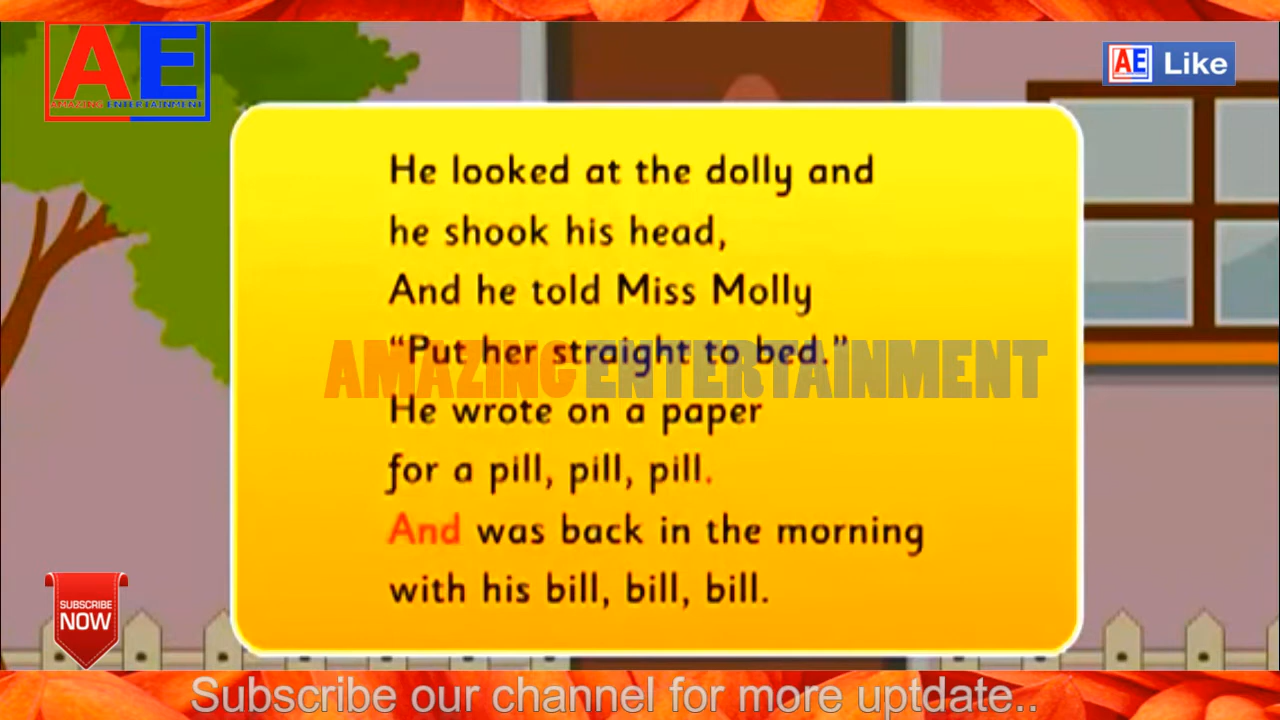 AE
AMAZING ENTERTAINMENT
AE Like
He looked at the dolly and
he shook his head,
And he told Miss Molly
“Put her straight to bed.”
AMAZING ENTERTAINMENT
He wrote on a paper
for a pill, pill, pill.
And was back in the morning
with his bill, bill, bill.
SUBSCRIBE
NOW
Subscribe our channel for more uptdate..